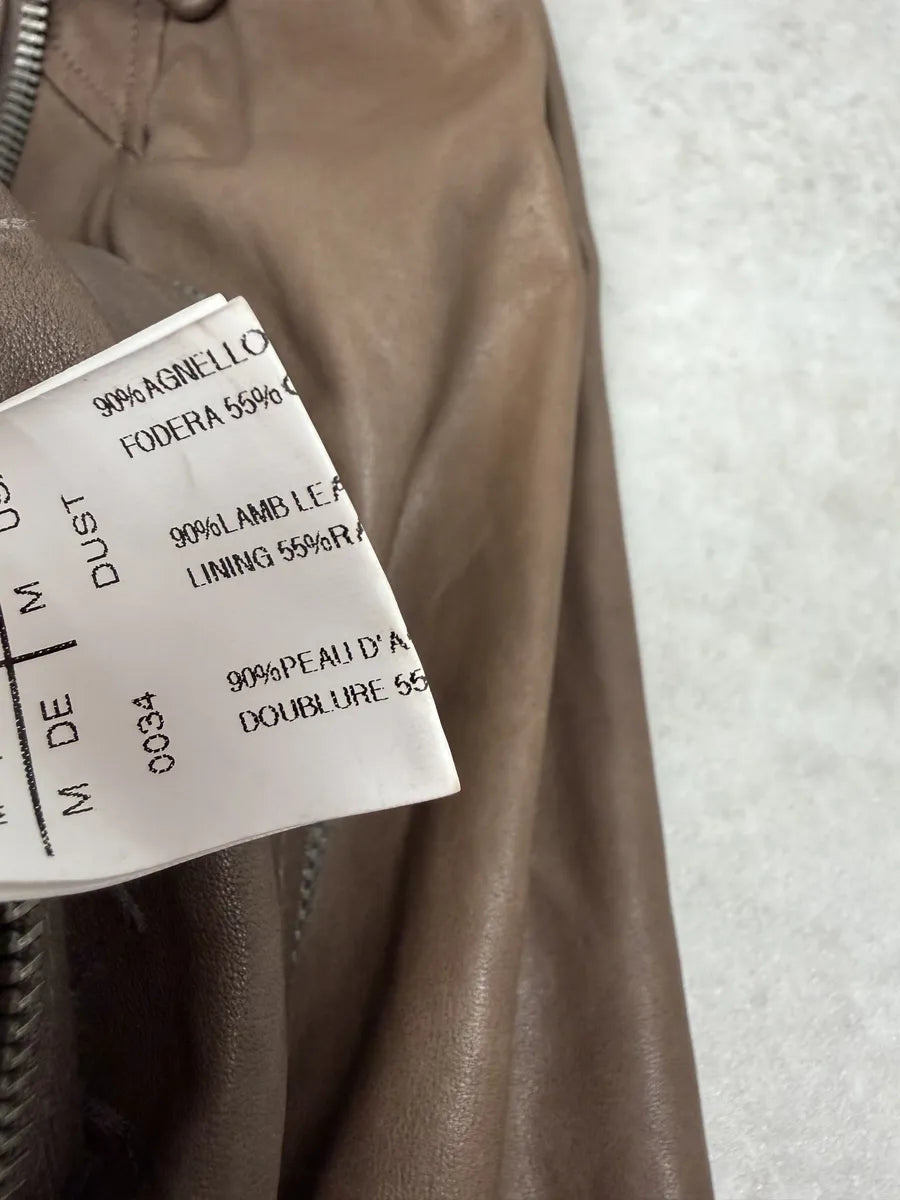 90%AGNELLO
FODERA 55%
90%LAMB LEA
LINING 55%RA
90%PEAU D'A
DOUBLURE 55
M
DUST
DE
M
0034